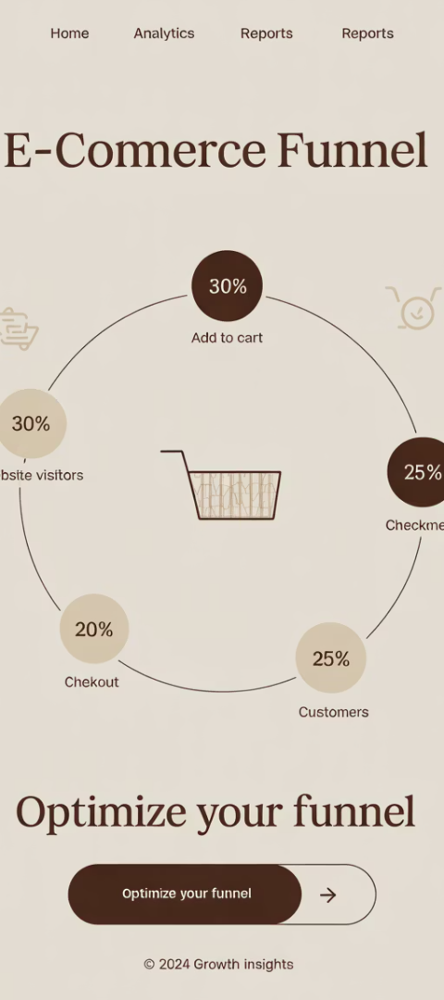 Home Analytics Reports Reports
E-Commerce Funnel
30%
Add to cart
30%
bsite visitors
25%
Checkme
20%
Chekout
25%
Customers
Optimize your funnel
Optimize your funnel →
© 2024 Growth insights